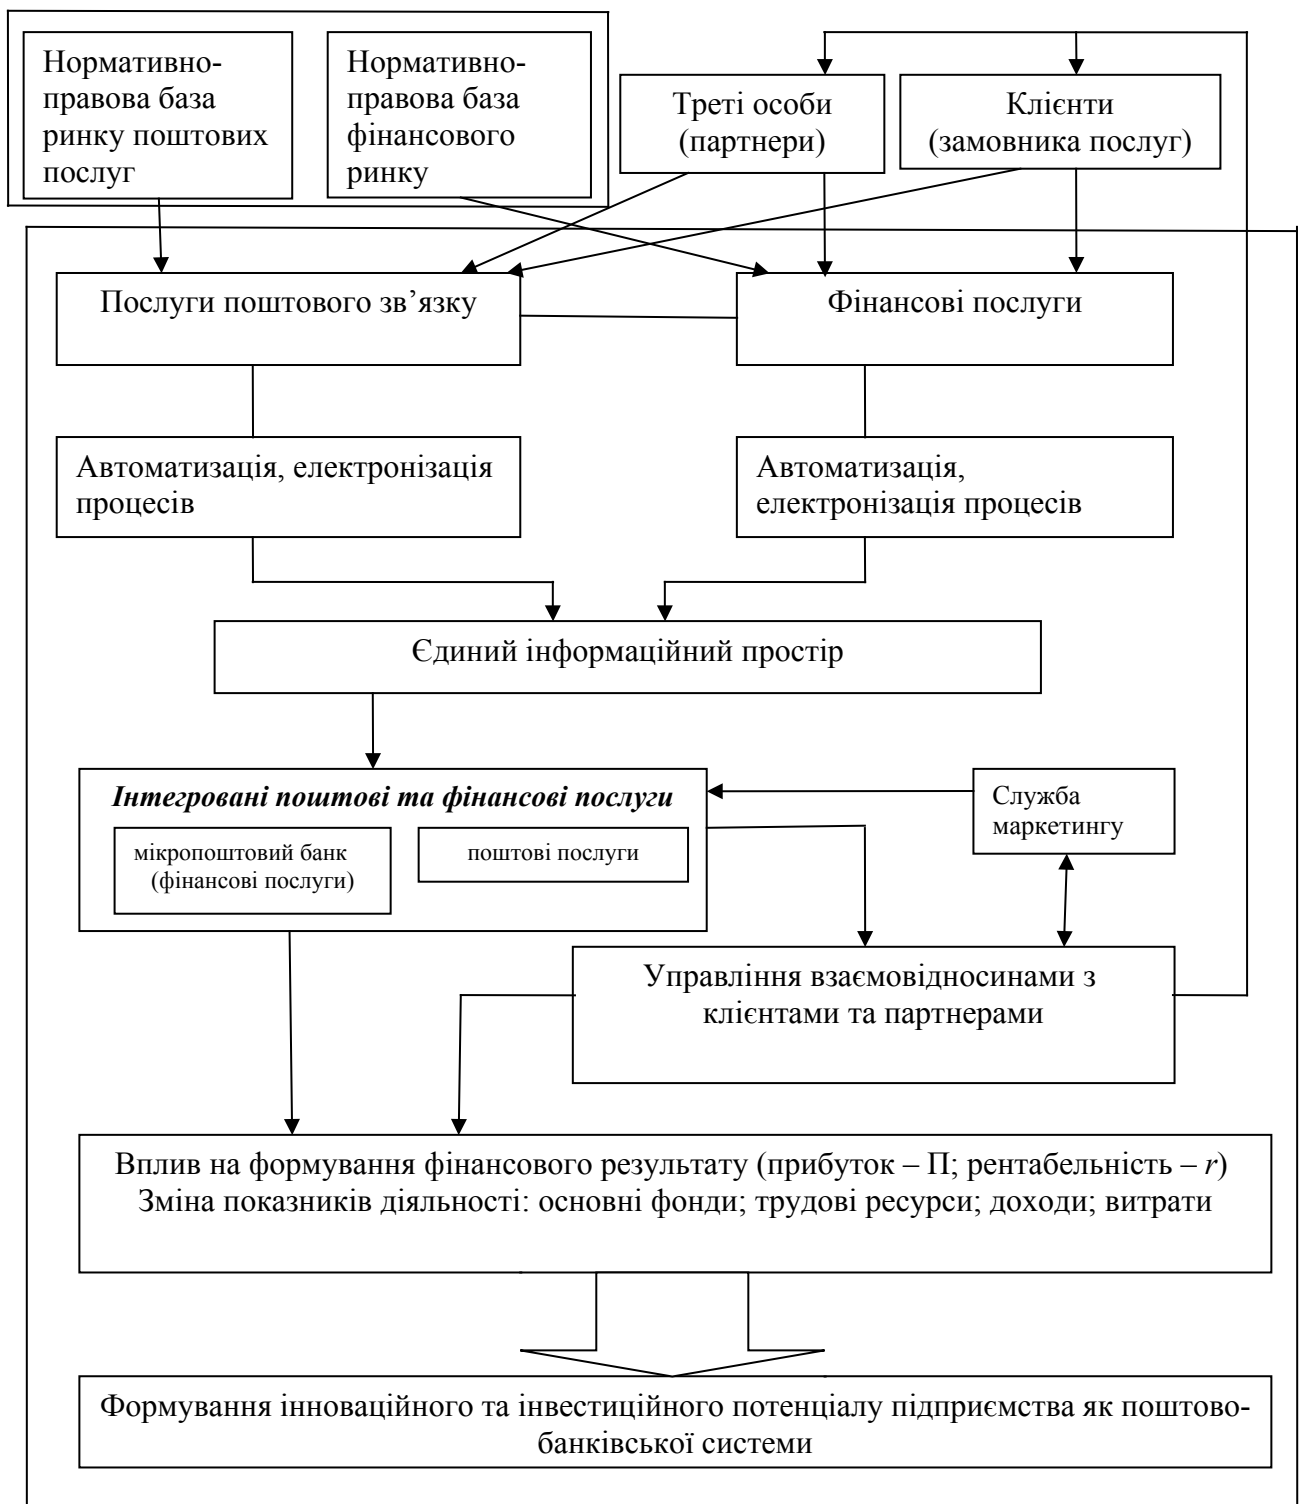 Нормативно-
правова база
ринку поштових
послуг
Нормативно-
правова база
фінансового
ринку
Треті особи
(партнери)
Клієнти
(замовника послуг)
Послуги поштового зв’язку
Фінансові послуги
Автоматизація, електронізація
процесів
Автоматизація,
електронізація процесів
Єдиний інформаційний простір
Інтегровані поштові та фінансові послуги
мікропоштовий банк
(фінансові послуги)
поштові послуги
Служба
маркетингу
Управління взаємовідносинами з
клієнтами та партнерами
Вплив на формування фінансового результату (прибуток – П; рентабельність – r)
Зміна показників діяльності: основні фонди; трудові ресурси; доходи; витрати
Формування інноваційного та інвестиційного потенціалу підприємства як поштово-
банківської системи